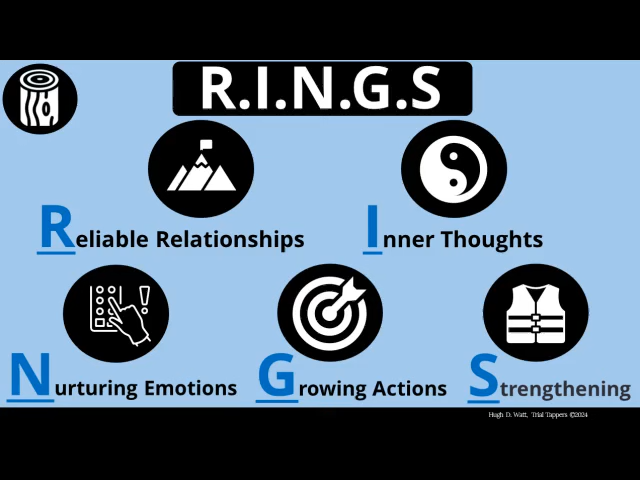 R.I.N.G.S
Reliable Relationships
Inner Thoughts
Nurturing Emotions
Growing Actions
Strengthening
Hugh D. Watt, Trial Tappers ©2024